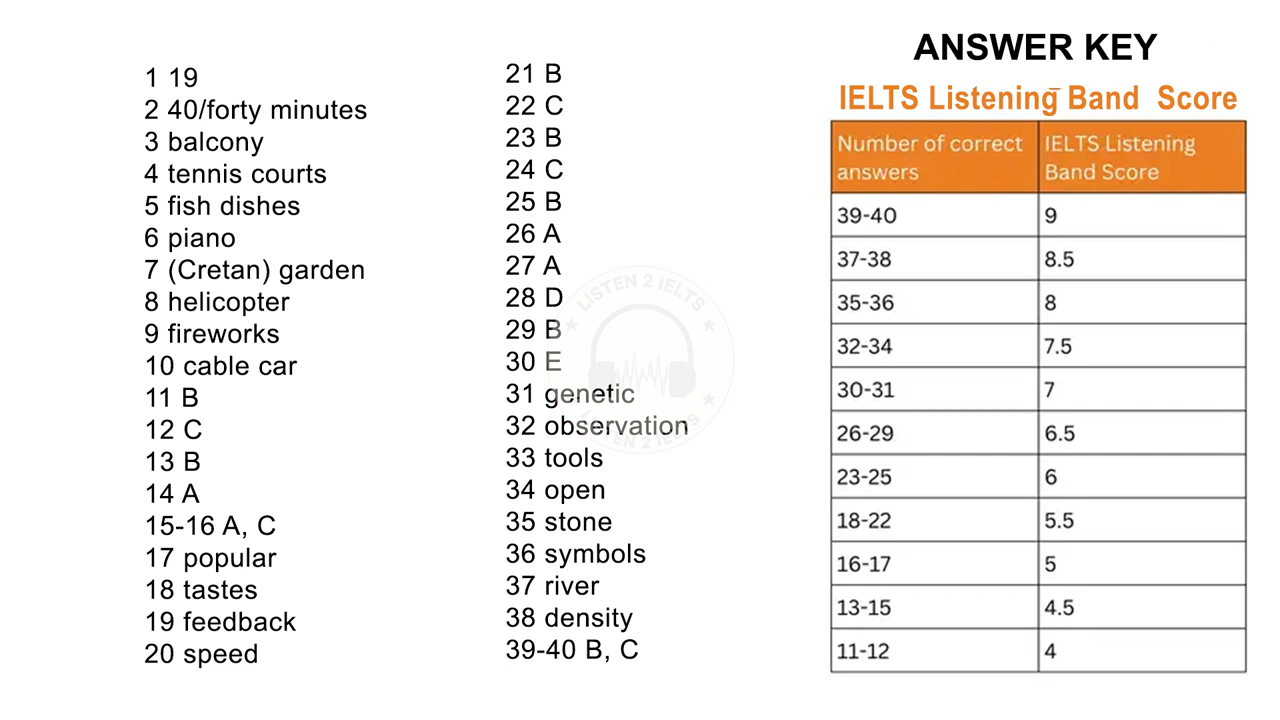 1 19
2 40/forty minutes
3 balcony
4 tennis courts
5 fish dishes
6 piano
7 (Cretan) garden
8 helicopter
9 fireworks
10 cable car
11 B
12 C
13 B
14 A
15-16 A, C
17 popular
18 tastes
19 feedback
20 speed
21 B
22 C
23 B
24 C
25 B
26 A
27 A
28 D
29 B
30 E
31 genetic
32 observation
33 tools
34 open
35 stone
36 symbols
37 river
38 density
39-40 B, C
LISTEN 2 IELTS
LISTEN 2 IELTS
ANSWER KEY
IELTS Listening Band Score
Number of correct answers IELTS Listening Band Score
39-40 9
37-38 8.5
35-36 8
32-34 7.5
30-31 7
26-29 6.5
23-25 6
18-22 5.5
16-17 5
13-15 4.5
11-12 4